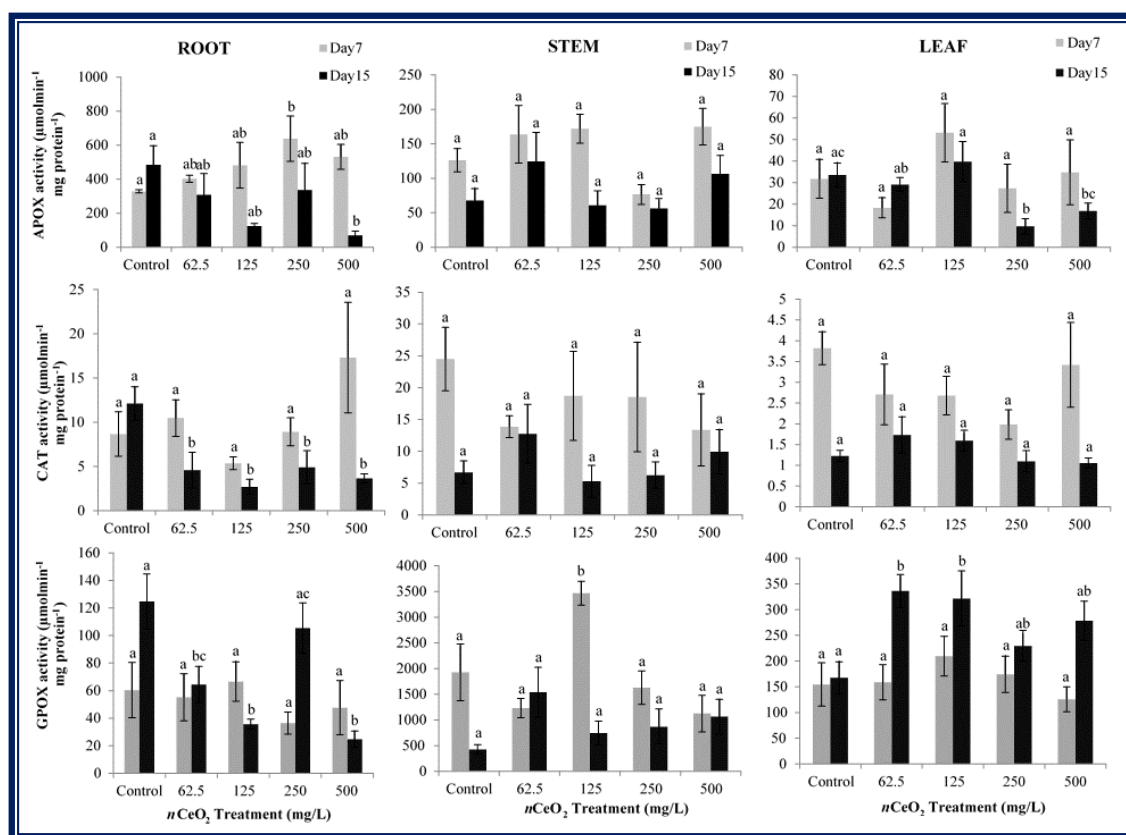 ROOT
Day7
Day15
STEM
Day7
Day15
LEAF
Day7
Day15
APOX activity (µmolmin-1
mg protein-1)
1000
800
600
400
200
0
a a ab ab ab ab b ab ab b
Control 62.5 125 250 500
250
200
150
100
50
0
a a a a a a a a a a
Control 62.5 125 250 500
80
70
60
50
40
30
20
10
0
a ac a ab a a a b a bc
Control 62.5 125 250 500
CAT activity (µmolmin-1
mg protein-1)
25
20
15
10
5
0
a a a b a b a b a b
Control 62.5 125 250 500
35
30
25
20
15
10
5
0
a a a a a a a a a a
Control 62.5 125 250 500
5
4.5
4
3.5
3
2.5
2
1.5
1
0.5
0
a a a a a a a a a a
Control 62.5 125 250 500
GPOX activity (µmolmin-1
mg protein-1)
160
140
120
100
80
60
40
20
0
a a a bc a b a ac a b
Control 62.5 125 250 500
nCeO2 Treatment (mg/L)
4000
3500
3000
2500
2000
1500
1000
500
0
a a a a b a a a a a
Control 62.5 125 250 500
nCeO2 Treatment (mg/L)
400
350
300
250
200
150
100
50
0
a a a b a b a ab a ab
Control 62.5 125 250 500
nCeO2 Treatment (mg/L)